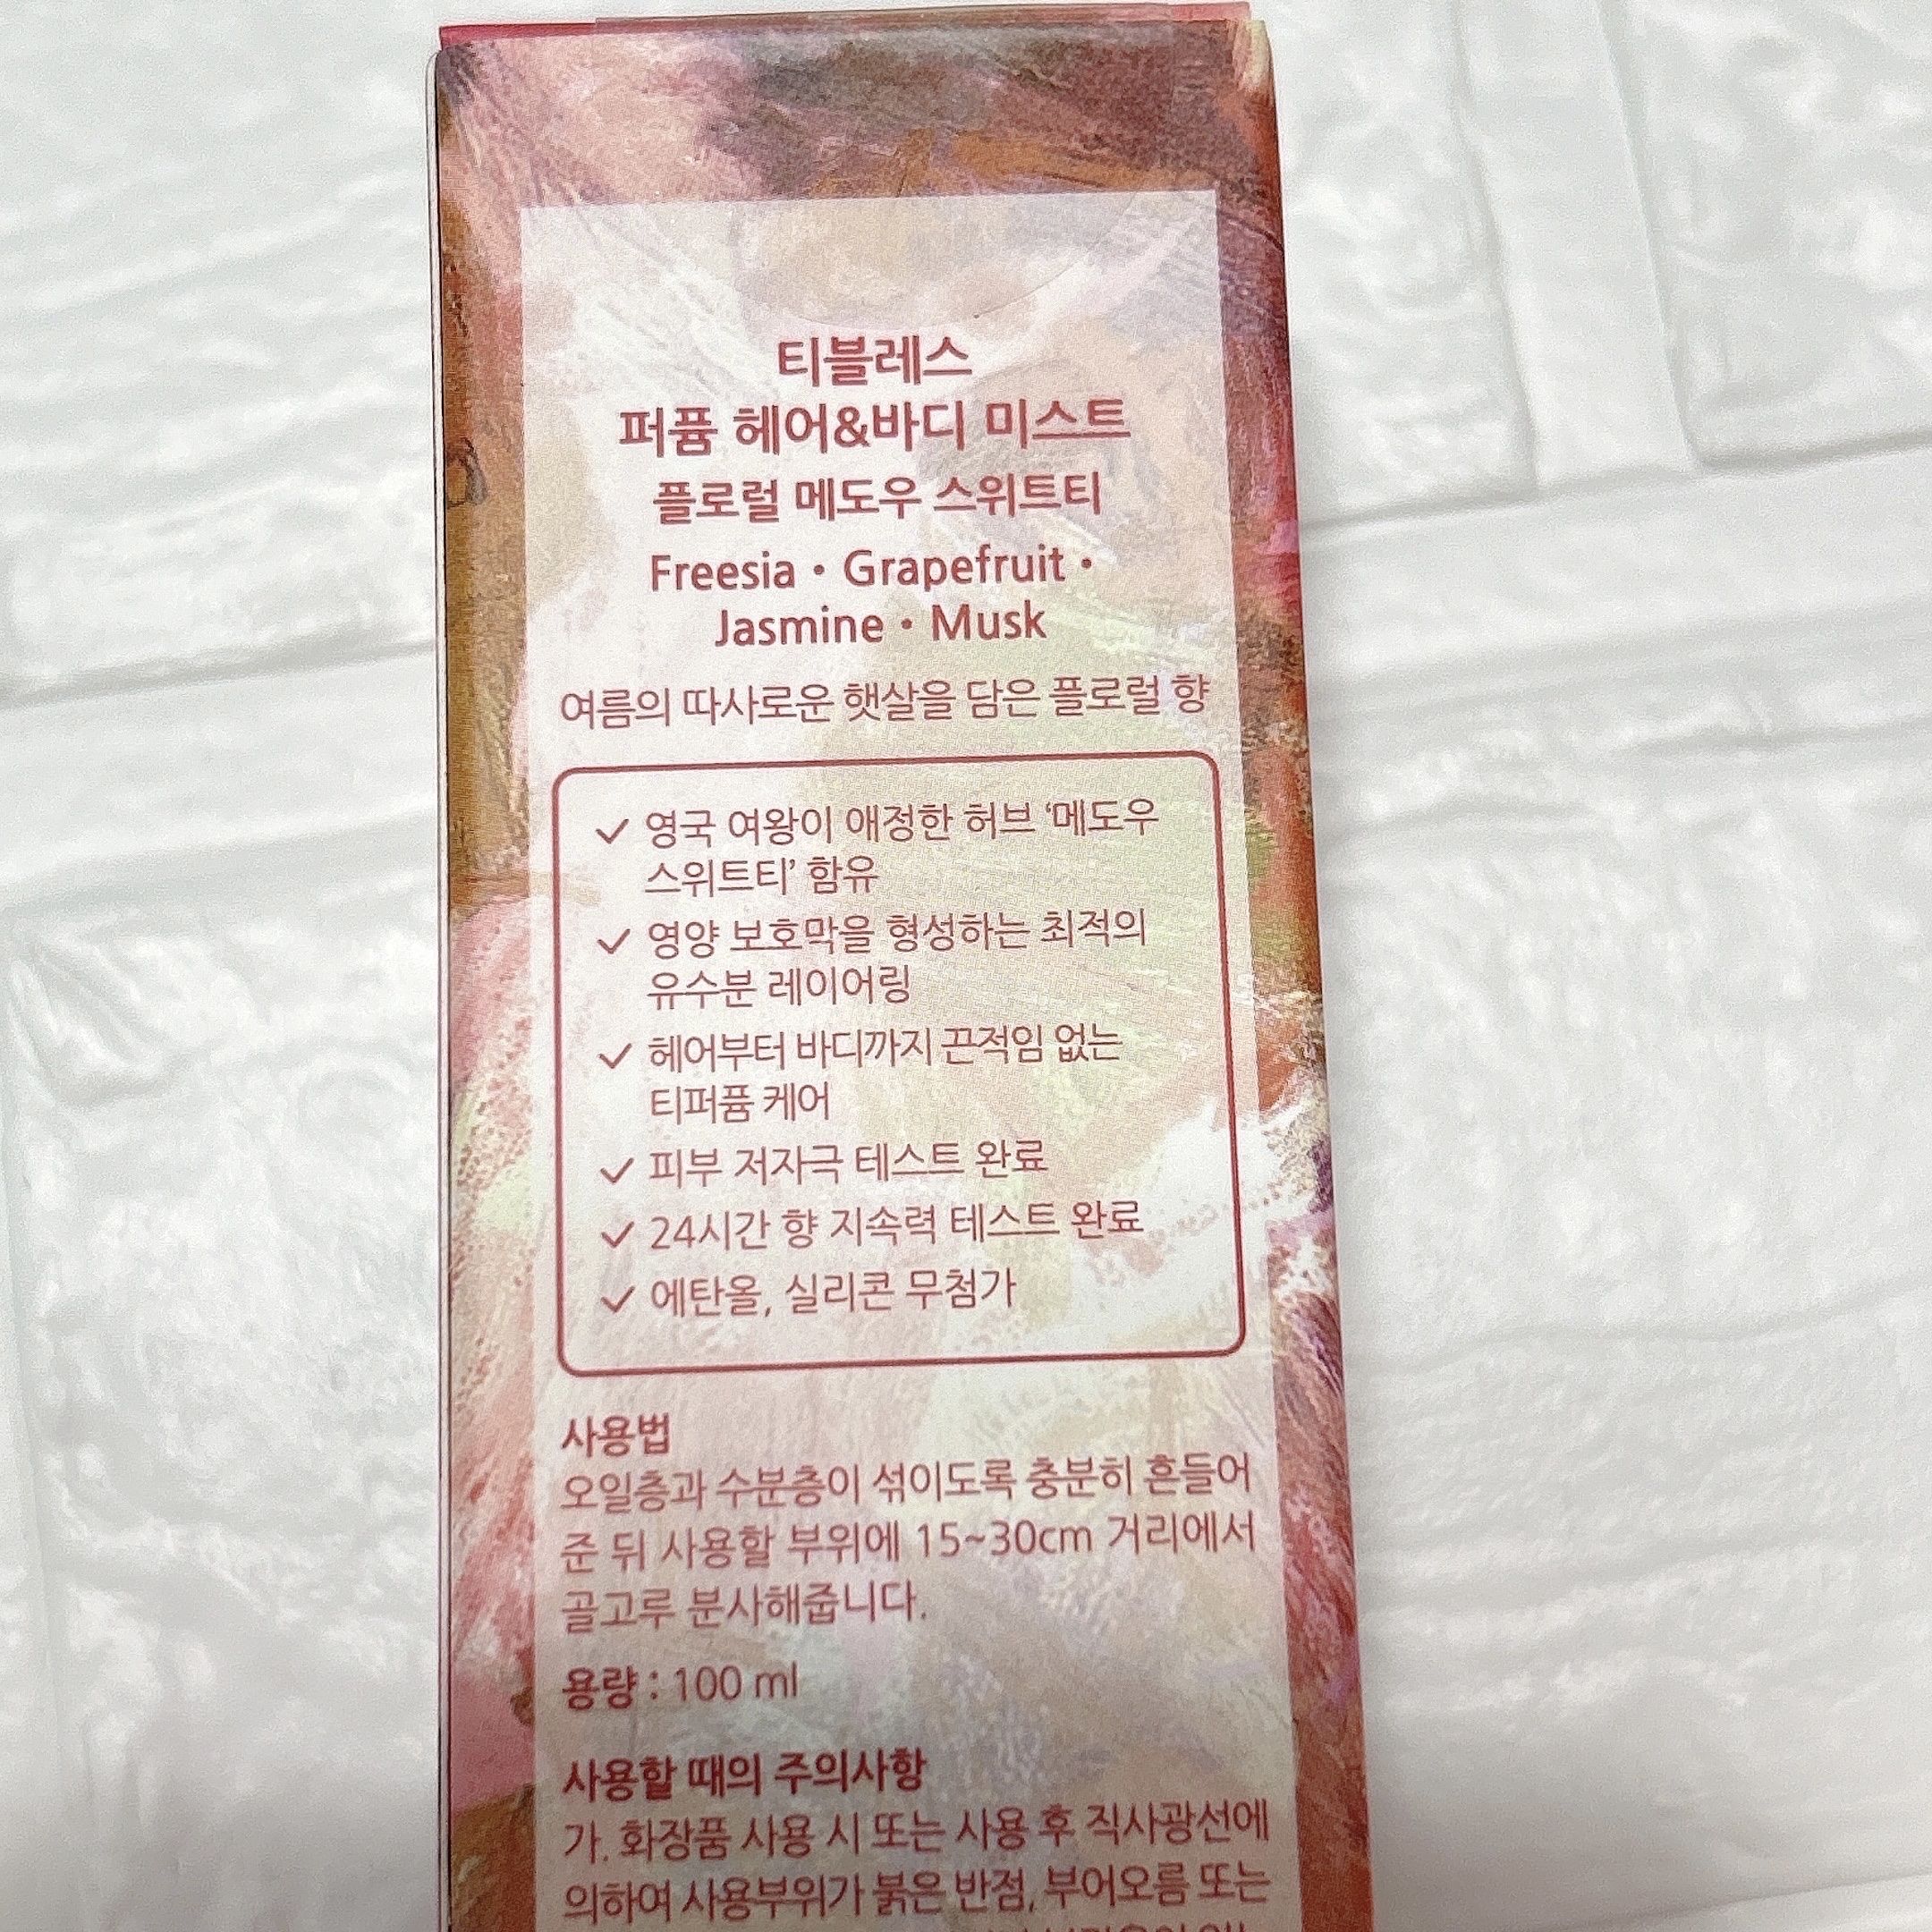 티블레스
퍼퓸 헤어&바디 미스트
플로럴 메도우 스위트티
Freesia • Grapefruit •
Jasmine • Musk
여름의 따사로운 햇살을 담은 플로럴 향
✓ 영국 여왕이 애정한 허브 ‘메도우
스위트티’ 함유
✓ 영양 보호막을 형성하는 최적의
유수분 레이어링
✓ 헤어부터 바디까지 끈적임 없는
티퍼퓸 케어
✓ 피부 저자극 테스트 완료
✓ 24시간 향 지속력 테스트 완료
✓ 에탄올, 실리콘 무첨가
사용법
오일층과 수분층이 섞이도록 충분히 흔들어
준 뒤 사용할 부위에 15~30cm 거리에서
골고루 분사해줍니다.
용량 : 100 ml
사용할 때의 주의사항
가. 화장품 사용 시 또는 사용 후 직사광선에
의하여 사용부위가 붉은 반점, 부어오름 또는